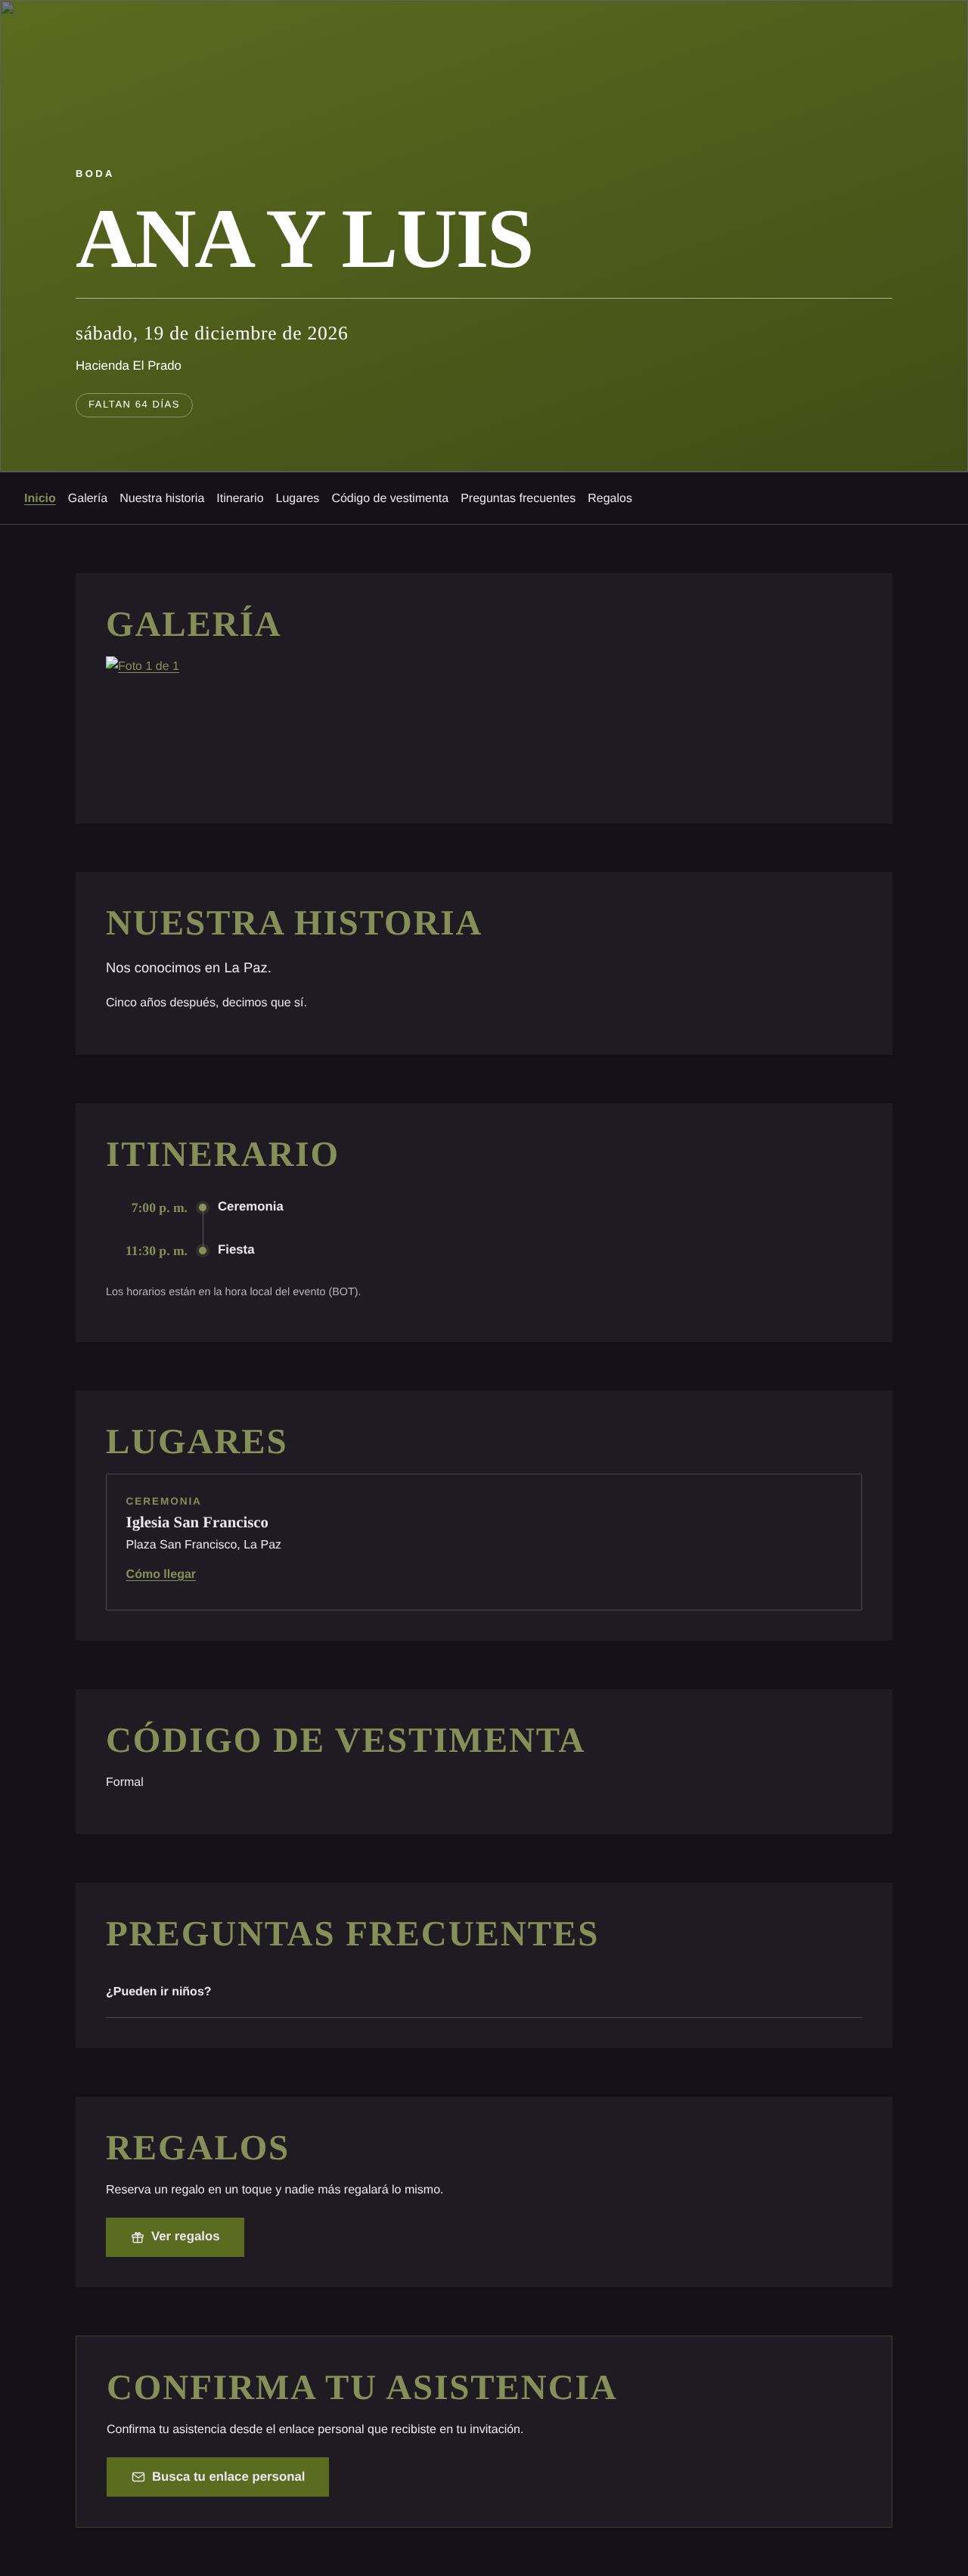 BODA
ANA Y LUIS
sábado, 19 de diciembre de 2026
Hacienda El Prado
FALTAN 64 DÍAS
Inicio Galería Nuestra historia Itinerario Lugares Código de vestimenta Preguntas frecuentes Regalos
GALERÍA
Foto 1 de 1
NUESTRA HISTORIA
Nos conocimos en La Paz.
Cinco años después, decimos que sí.
ITINERARIO
7:00 p. m. Ceremonia
11:30 p. m. Fiesta
Los horarios están en la hora local del evento (BOT).
LUGARES
CEREMONIA
Iglesia San Francisco
Plaza San Francisco, La Paz
Cómo llegar
CÓDIGO DE VESTIMENTA
Formal
PREGUNTAS FRECUENTES
¿Pueden ir niños?
REGALOS
Reserva un regalo en un toque y nadie más regalará lo mismo.
Ver regalos
CONFIRMA TU ASISTENCIA
Confirma tu asistencia desde el enlace personal que recibiste en tu invitación.
Busca tu enlace personal